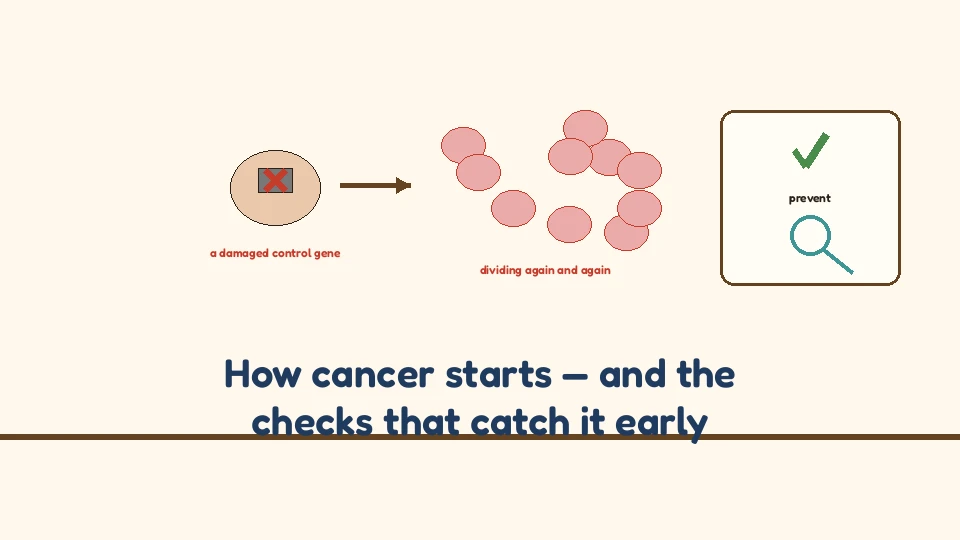 a damaged control gene
dividing again and again
prevent
How cancer starts — and the
checks that catch it early